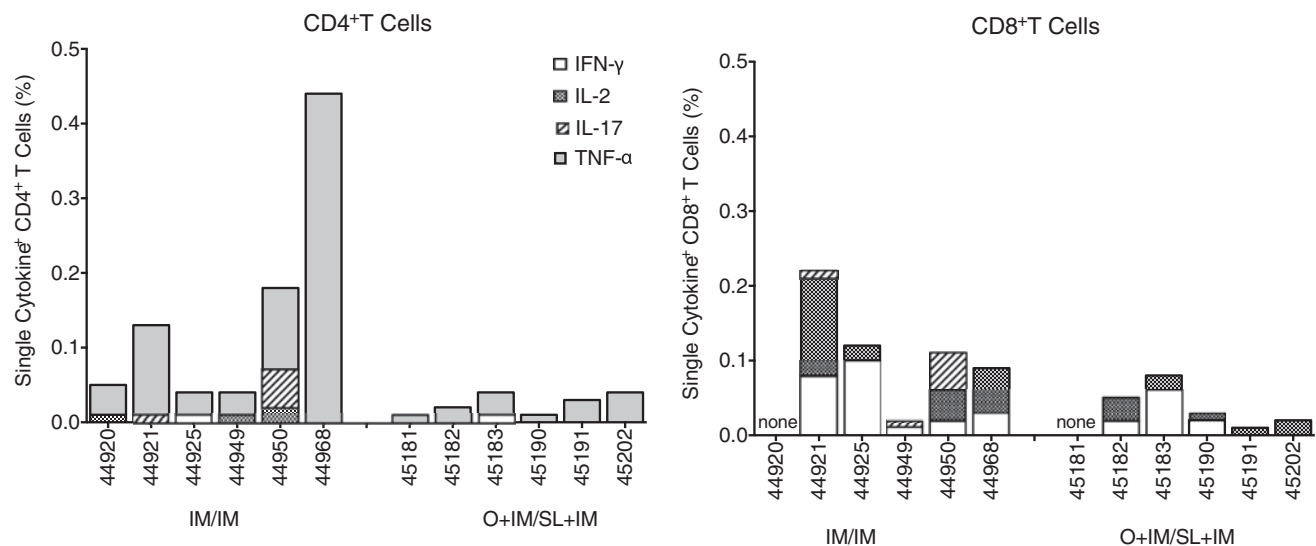 CD4+T Cells
Single Cytokine+ CD4+ T Cells (%)
0.5
0.4
0.3
0.2
0.1
0.0
IFN-γ
IL-2
IL-17
TNF-α
44920
44921
44925
44949
44950
44968
45181
45182
45183
45190
45191
45202
IM/IM
O+IM/SL+IM
CD8+T Cells
Single Cytokine+ CD8+ T Cells (%)
0.5
0.4
0.3
0.2
0.1
0.0
none
none
44920
44921
44925
44949
44950
44968
45181
45182
45183
45190
45191
45202
IM/IM
O+IM/SL+IM